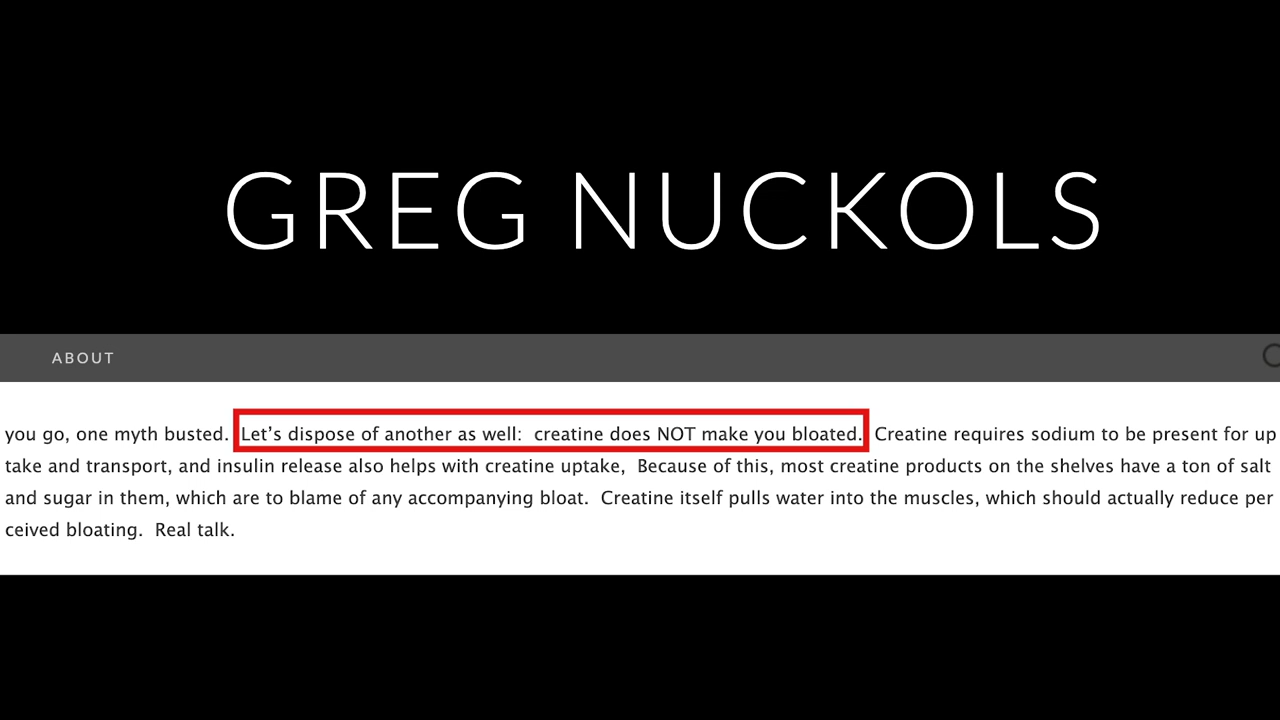 GREG NUCKOLS
ABOUT
you go, one myth busted.  Let’s dispose of another as well:  creatine does NOT make you bloated.  Creatine requires sodium to be present for up
take and transport, and insulin release also helps with creatine uptake,  Because of this, most creatine products on the shelves have a ton of salt
and sugar in them, which are to blame of any accompanying bloat.  Creatine itself pulls water into the muscles, which should actually reduce per
ceived bloating.  Real talk.